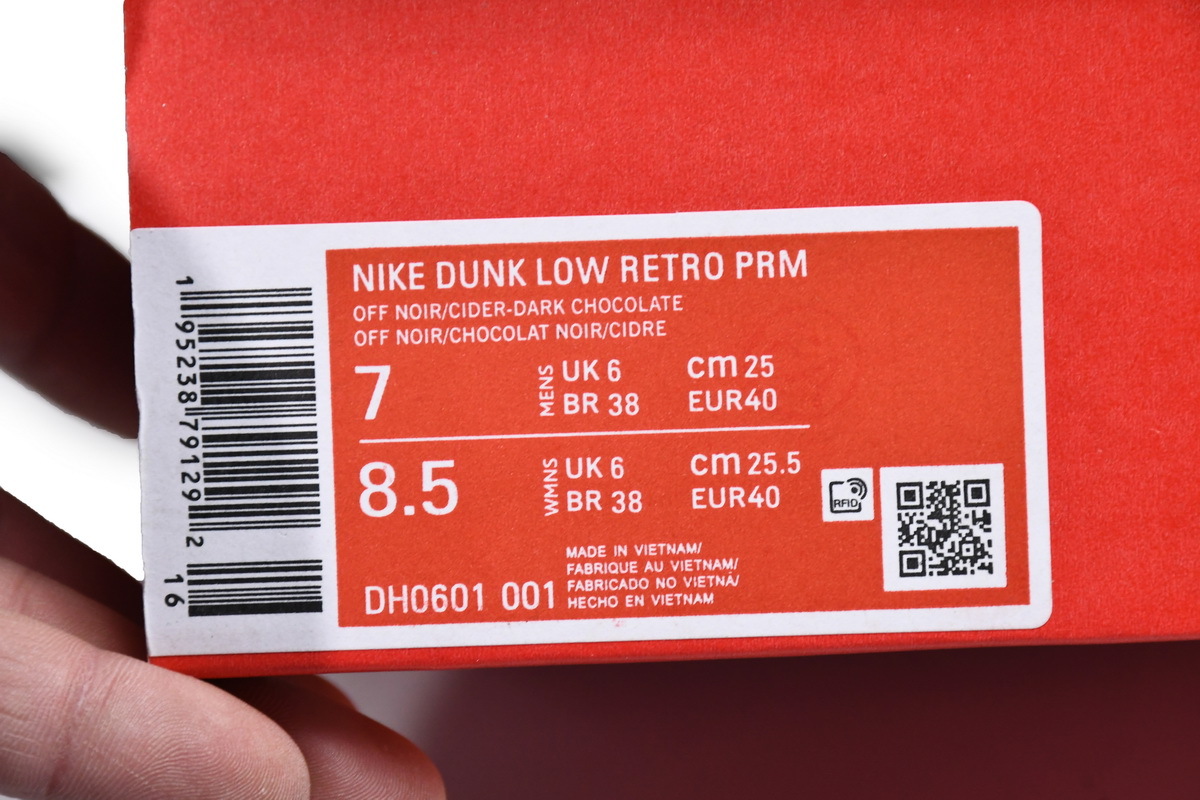 NIKE DUNK LOW RETRO PRM
OFF NOIR/CIDER-DARK CHOCOLATE
OFF NOIR/CHOCOLAT NOIR/CIDRE
7 MENS UK 6 cm 25
BR 38 EUR40
8.5 WMNS UK 6 cm 25.5
BR 38 EUR40
RFID
MADE IN VIETNAM/
FABRIQUE AU VIETNAM/
FABRICADO NO VIETNÃ/
HECHO EN VIETNAM
DH0601 001
1 95238 79129 2
16